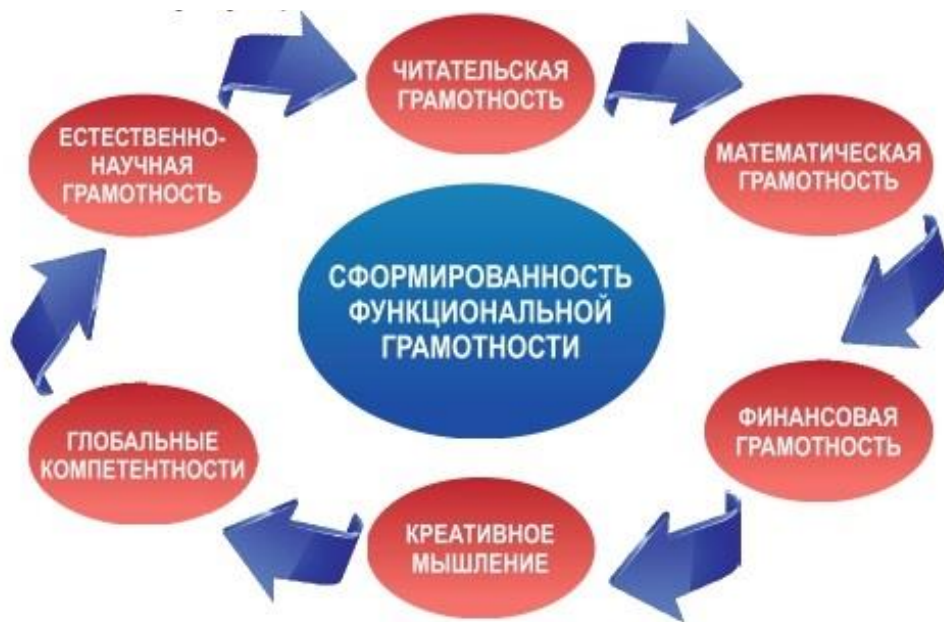 ЧИТАТЕЛЬСКАЯ
ГРАМОТНОСТЬ
МАТЕМАТИЧЕСКАЯ
ГРАМОТНОСТЬ
ФИНАНСОВАЯ
ГРАМОТНОСТЬ
КРЕАТИВНОЕ
МЫШЛЕНИЕ
ГЛОБАЛЬНЫЕ
КОМПЕТЕНТНОСТИ
ЕСТЕСТВЕННО-
НАУЧНАЯ
ГРАМОТНОСТЬ
СФОРМИРОВАННОСТЬ
ФУНКЦИОНАЛЬНОЙ
ГРАМОТНОСТИ